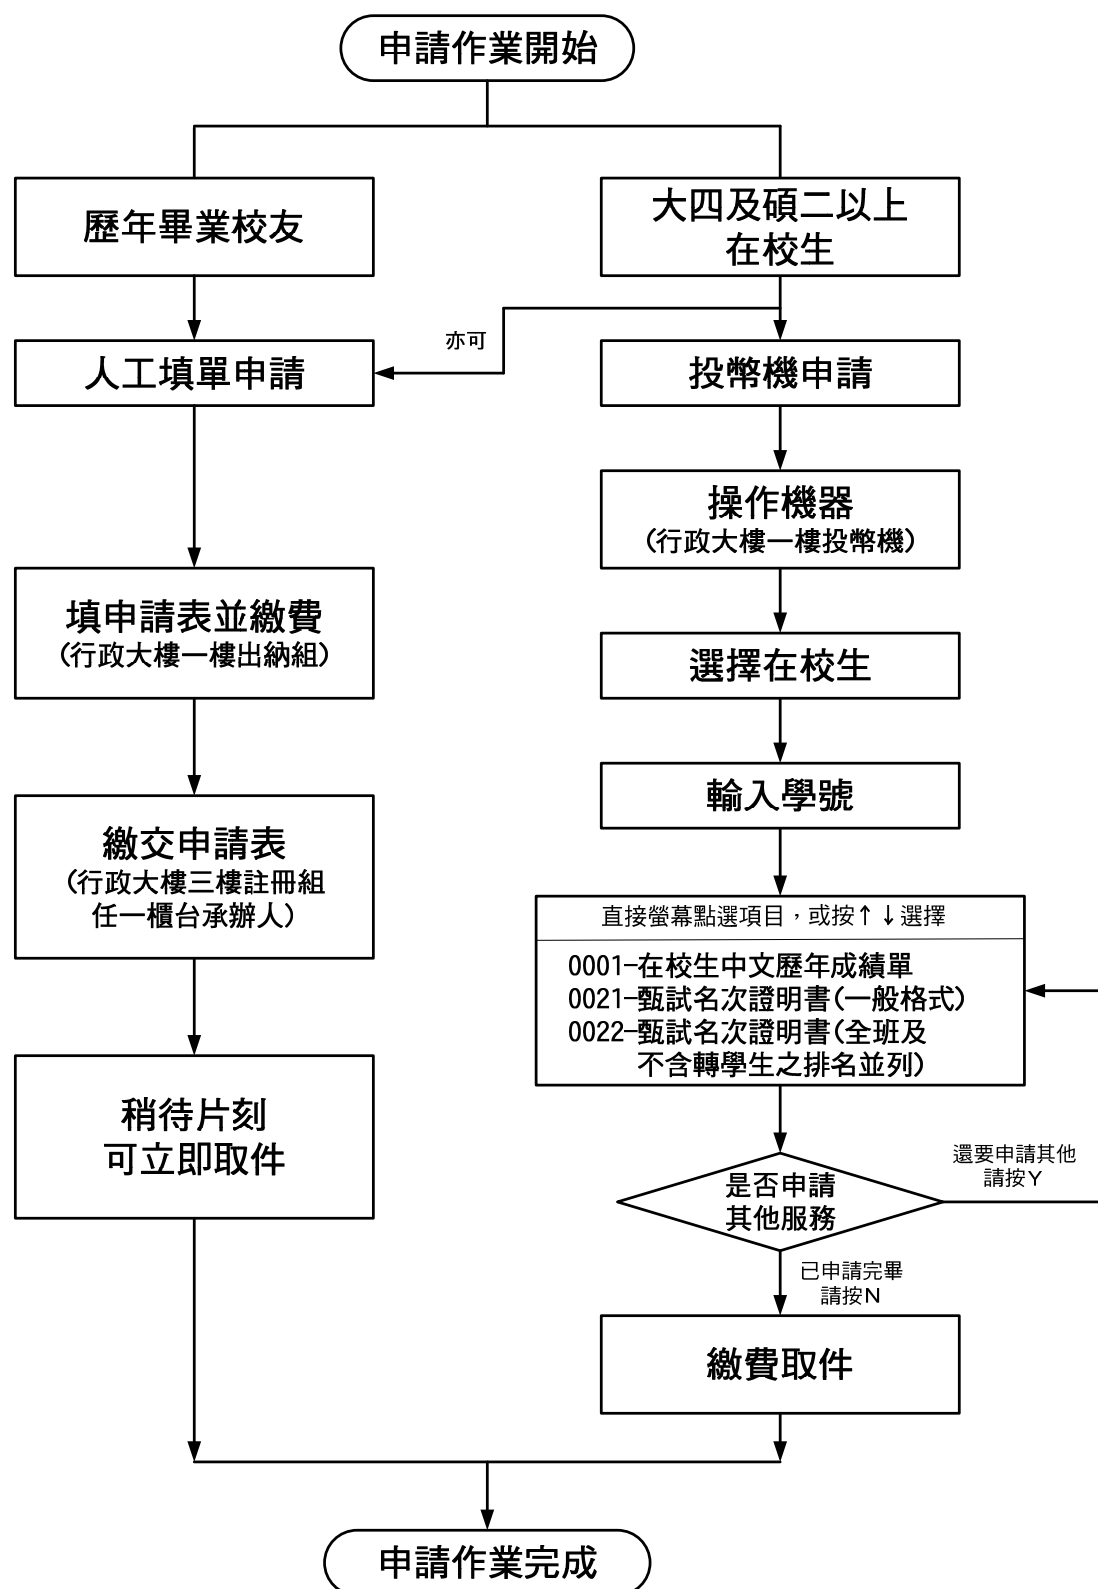 申請作業開始
歷年畢業校友
大四及碩二以上
在校生
亦可
人工填單申請
投幣機申請
操作機器
(行政大樓一樓投幣機)
填申請表並繳費
(行政大樓一樓出納組)
選擇在校生
輸入學號
繳交申請表
(行政大樓三樓註冊組
任一櫃台承辦人)
直接螢幕點選項目，或按↑↓選擇
0001-在校生中文歷年成績單
0021-甄試名次證明書(一般格式)
0022-甄試名次證明書(全班及
不含轉學生之排名並列)
稍待片刻
可立即取件
是否申請
其他服務
還要申請其他
請按Y
已申請完畢
請按N
繳費取件
申請作業完成